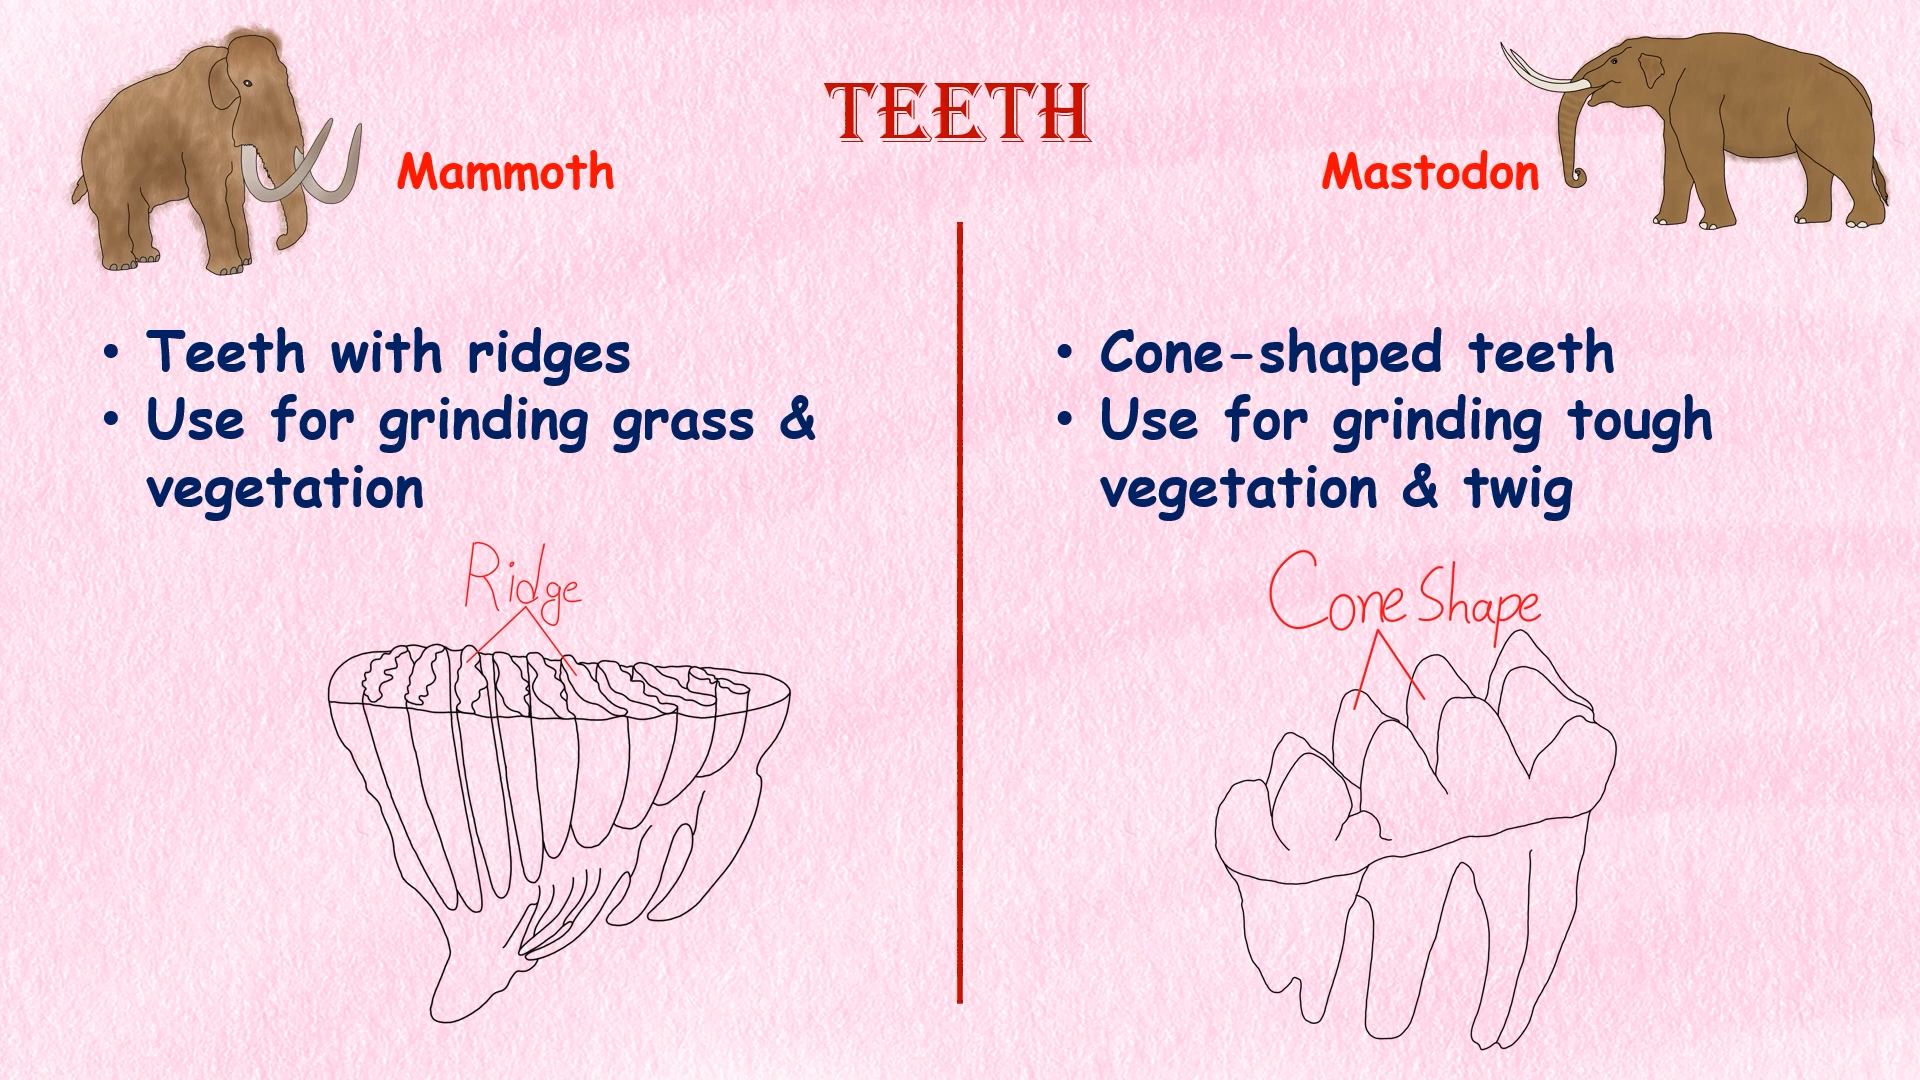 TEETH
Mammoth
Mastodon
• Teeth with ridges
• Use for grinding grass &
vegetation
Ridge
• Cone-shaped teeth
• Use for grinding tough
vegetation & twig
Cone Shape